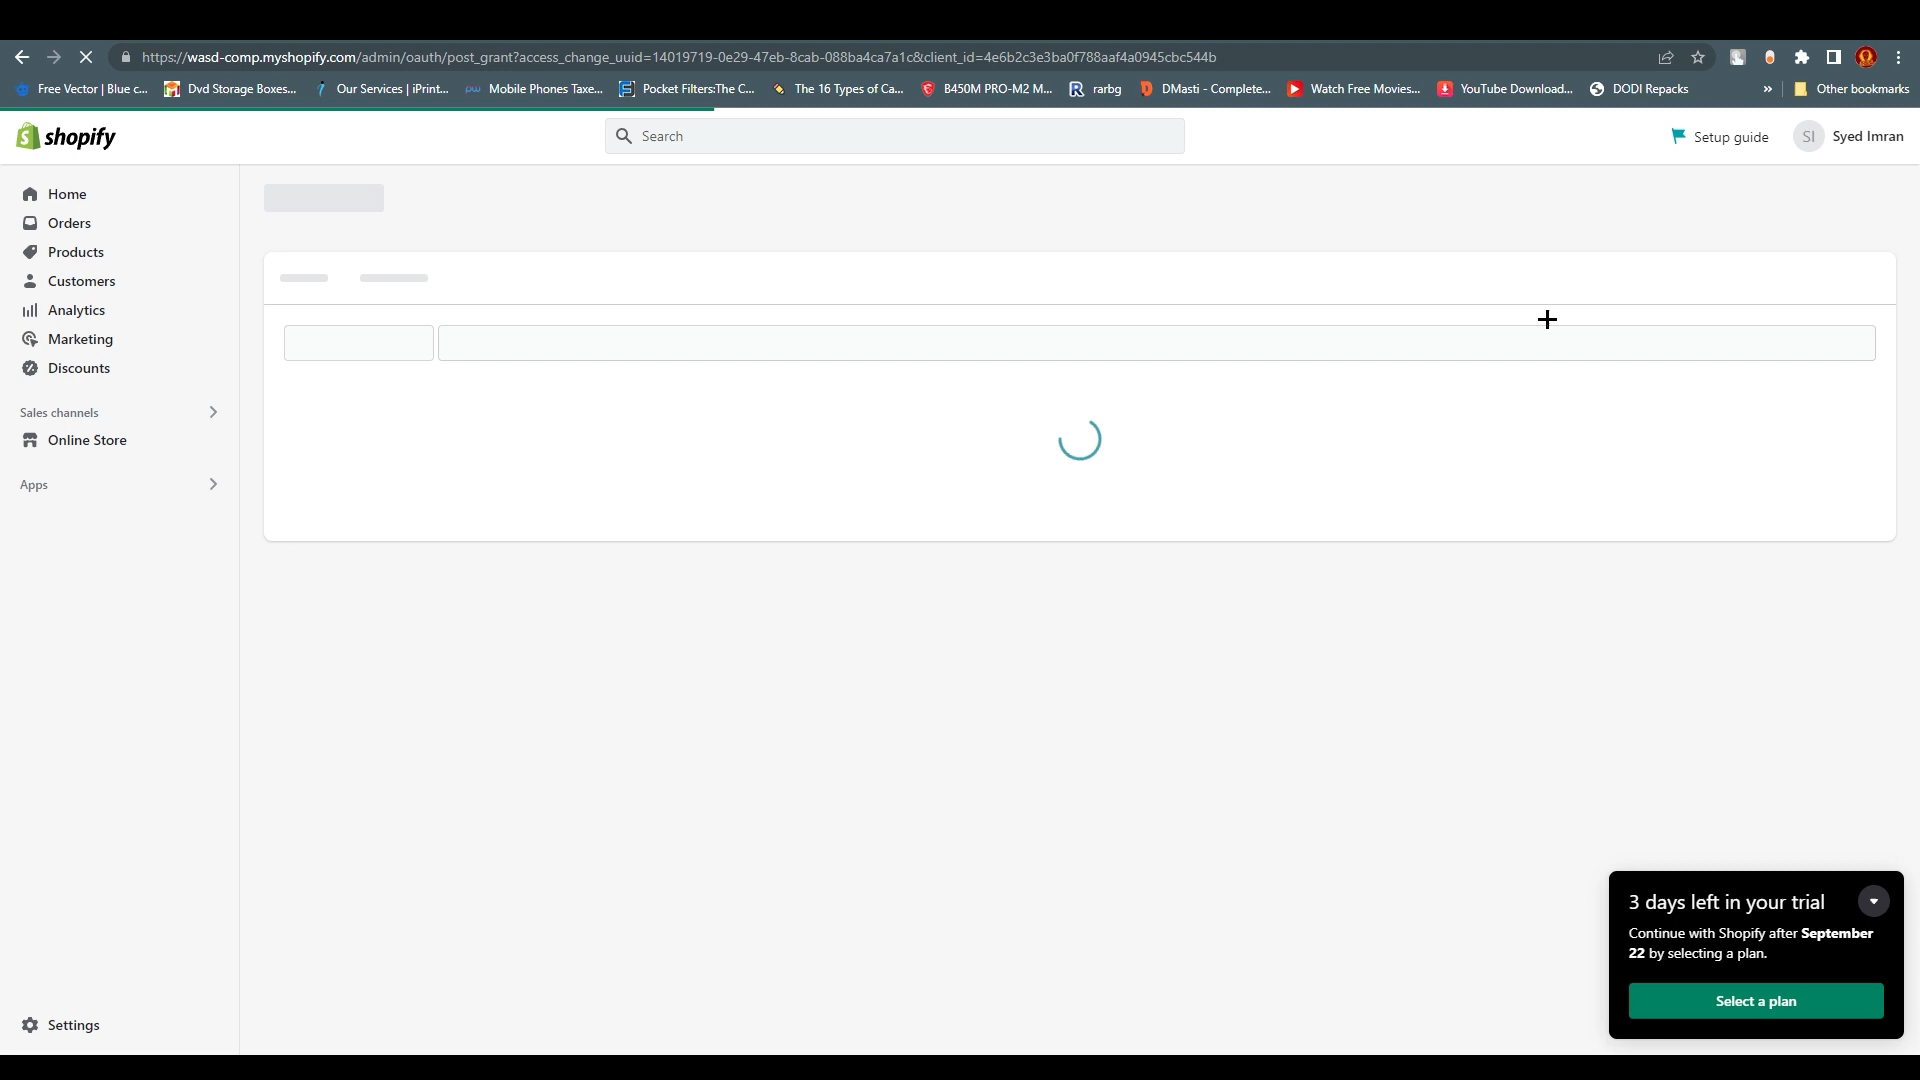 https://wasd-comp.myshopify.com/admin/oauth/post_grant?access_change_uuid=14019719-0e29-47eb-8cab-088ba4ca7a1c&client_id=4e6b2c3e3ba0f788aaf4a0945cbc544b
Free Vector | Blue c... Dvd Storage Boxes... Our Services | iPrint... Mobile Phones Taxe... Pocket Filters:The C... The 16 Types of Ca... B450M PRO-M2 M... rarbg DMasti - Complete... Watch Free Movies... YouTube Download... DODI Repacks » Other bookmarks
shopify
Search
Setup guide
SI Syed Imran
Home
Orders
Products
Customers
Analytics
Marketing
Discounts
Sales channels
Online Store
Apps
Settings
3 days left in your trial
Continue with Shopify after September
22 by selecting a plan.
Select a plan